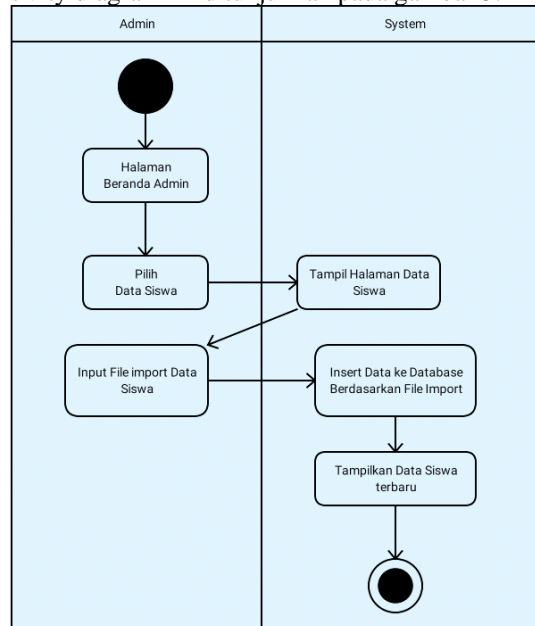 Admin
System
Halaman
Beranda Admin
Pilih
Data Siswa
Tampil Halaman Data
Siswa
Input File import Data
Siswa
Insert Data ke Database
Berdasarkan File Import
Tampilkan Data Siswa
terbaru